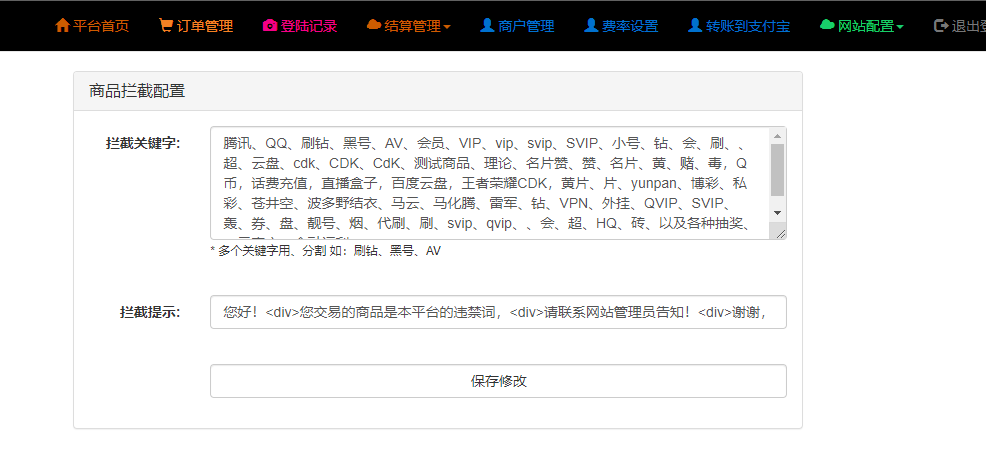 平台首页 订单管理 登陆记录 结算管理 商户管理 费率设置 转账到支付宝 网站配置 退出登
商品拦截配置
拦截关键字:
腾讯、QQ、刷钻、黑号、AV、会员、VIP、vip、svip、SVIP、小号、钻、会、刷、、
超、云盘、cdk、CDK、CdK、测试商品、理论、名片赞、赞、名片、黄、赌、毒，Q
币，话费充值，直播盒子，百度云盘，王者荣耀CDK，黄片、片、yunpan、博彩、私
彩、苍井空、波多野结衣、马云、马化腾、雷军、钻、VPN、外挂、QVIP、SVIP、
轰、券、盘、靓号、烟、代刷、刷、svip、qvip、、会、超、HQ、砖、以及各种抽奖、
* 多个关键字用、分割 如：刷钻、黑号、AV
拦截提示:
您好！<div>您交易的商品是本平台的违禁词，<div>请联系网站管理员告知！<div>谢谢，
保存修改